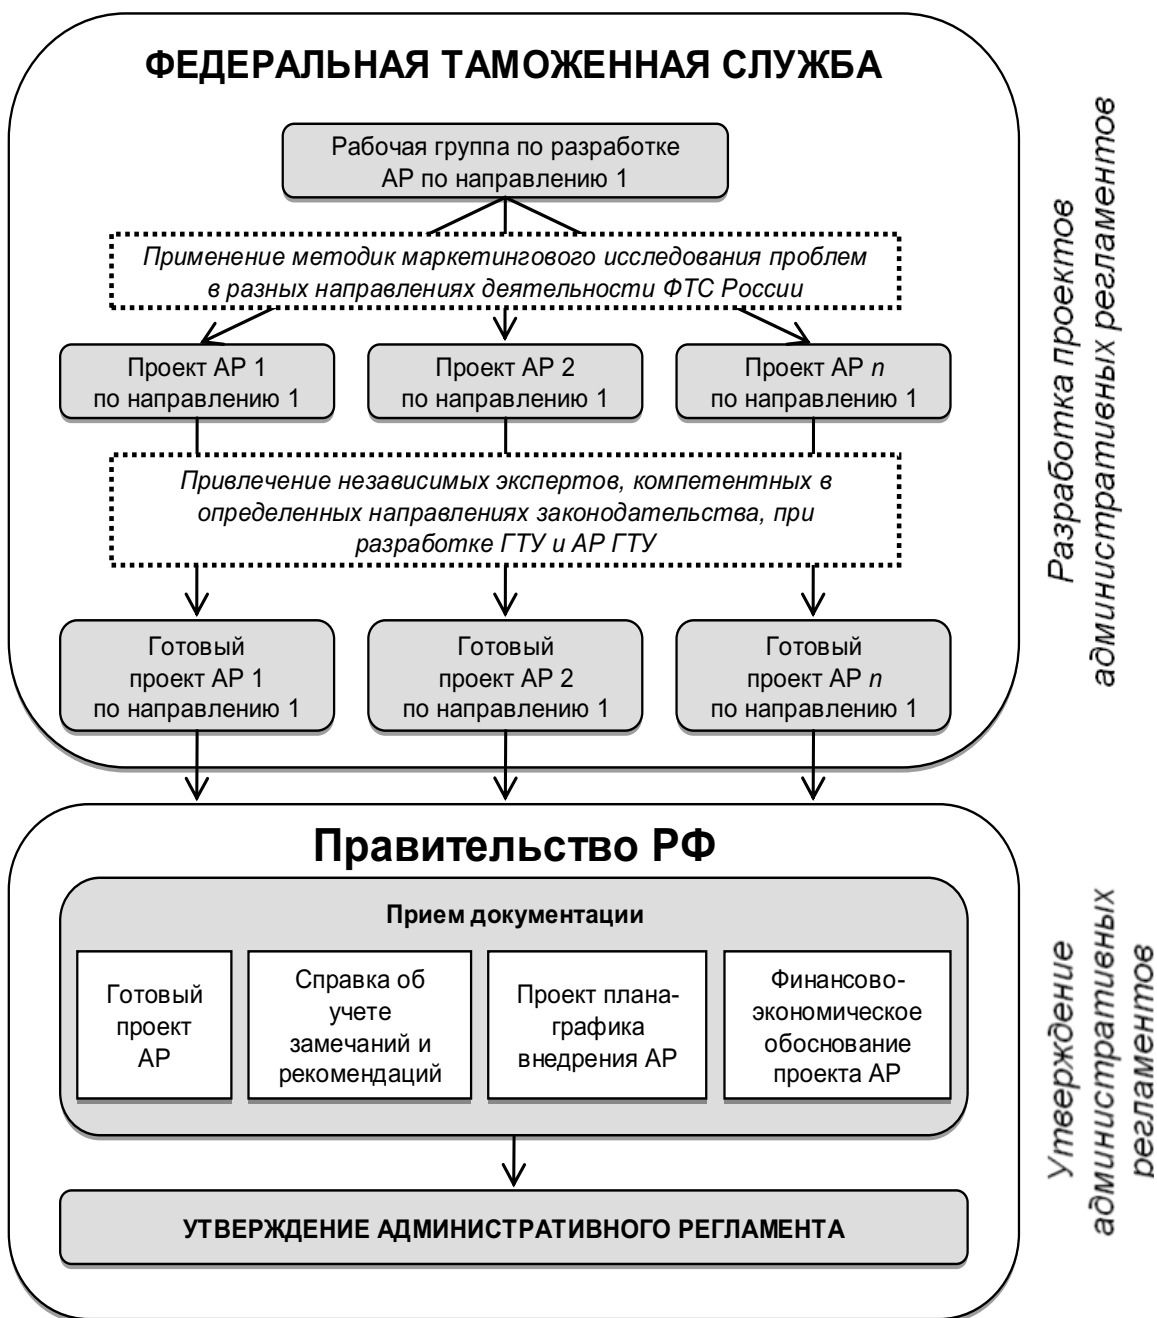 ФЕДЕРАЛЬНАЯ ТАМОЖЕННАЯ СЛУЖБА
Рабочая группа по разработке
АР по направлению 1
Применение методик маркетингового исследования проблем
в разных направлениях деятельности ФТС России
Проект АР 1
по направлению 1
Проект АР 2
по направлению 1
Проект АР n
по направлению 1
Привлечение независимых экспертов, компетентных в
определенных направлениях законодательства, при
разработке ГТУ и АР ГТУ
Готовый
проект АР 1
по направлению 1
Готовый
проект АР 2
по направлению 1
Готовый
проект АР n
по направлению 1
Разработка проектов
административных регламентов
Правительство РФ
Прием документации
Готовый
проект
АР
Справка об
учете
замечаний и
рекомендаций
Проект плана-
графика
внедрения АР
Финансово-
экономическое
обоснование
проекта АР
УТВЕРЖДЕНИЕ АДМИНИСТРАТИВНОГО РЕГЛАМЕНТА
Утверждение
административных
регламентов